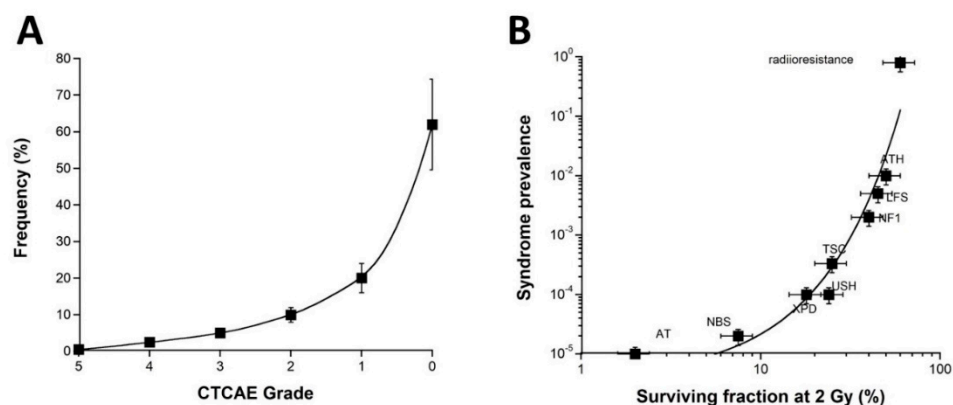 A
Frequency (%)
80
70
60
50
40
30
20
10
0
5 4 3 2 1 0
CTCAE Grade
B
Syndrome prevalence
10⁰
10⁻¹
10⁻²
10⁻³
10⁻⁴
10⁻⁵
radiioresistance
ATH
LFS
NF1
TSC
USH
XPD
NBS
AT
1 10 100
Surviving fraction at 2 Gy (%)